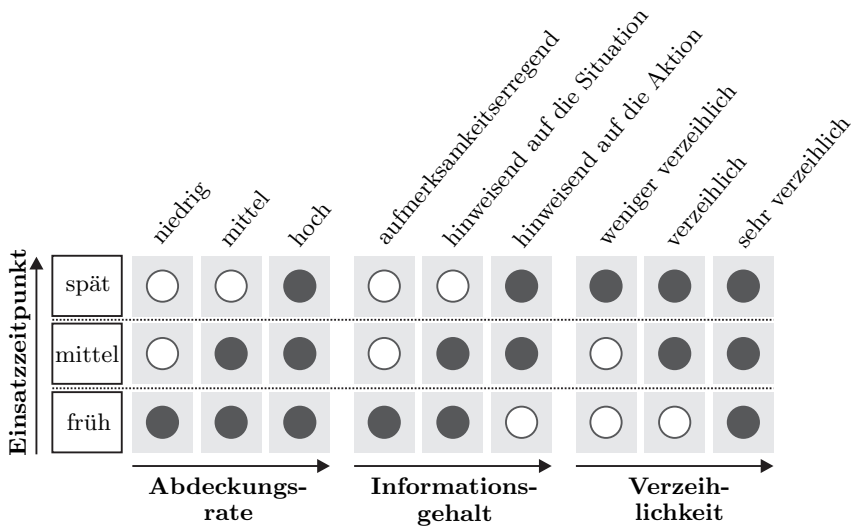 niedrig
mittel
hoch
aufmerksamkeitserregend
hinweisend auf die Situation
hinweisend auf die Aktion
weniger verzeihlich
verzeihlich
sehr verzeihlich
Einsatzzeitpunkt
spät
mittel
früh
Abdeckungs-
rate
Informations-
gehalt
Verzeih-
lichkeit